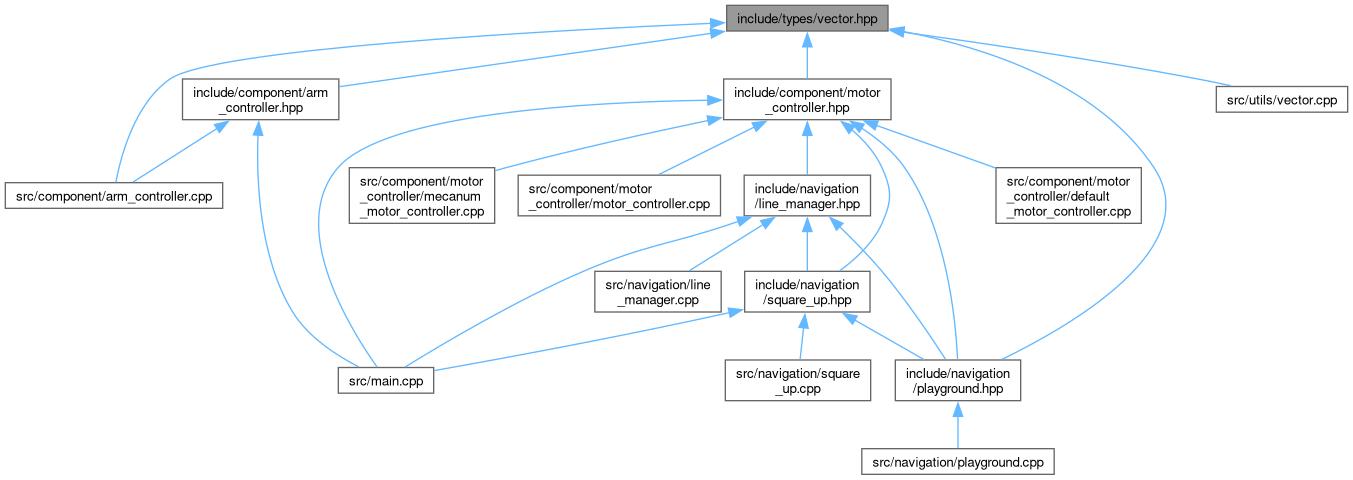 include/types/vector.hpp
include/component/arm
_controller.hpp
include/component/motor
_controller.hpp
src/utils/vector.cpp
src/component/arm_controller.cpp
src/component/motor
_controller/mecanum
_motor_controller.cpp
src/component/motor
_controller/motor_controller.cpp
include/navigation
/line_manager.hpp
src/component/motor
_controller/default
_motor_controller.cpp
src/navigation/line
_manager.cpp
include/navigation
/square_up.hpp
src/main.cpp
src/navigation/square
_up.cpp
include/navigation
/playground.hpp
src/navigation/playground.cpp